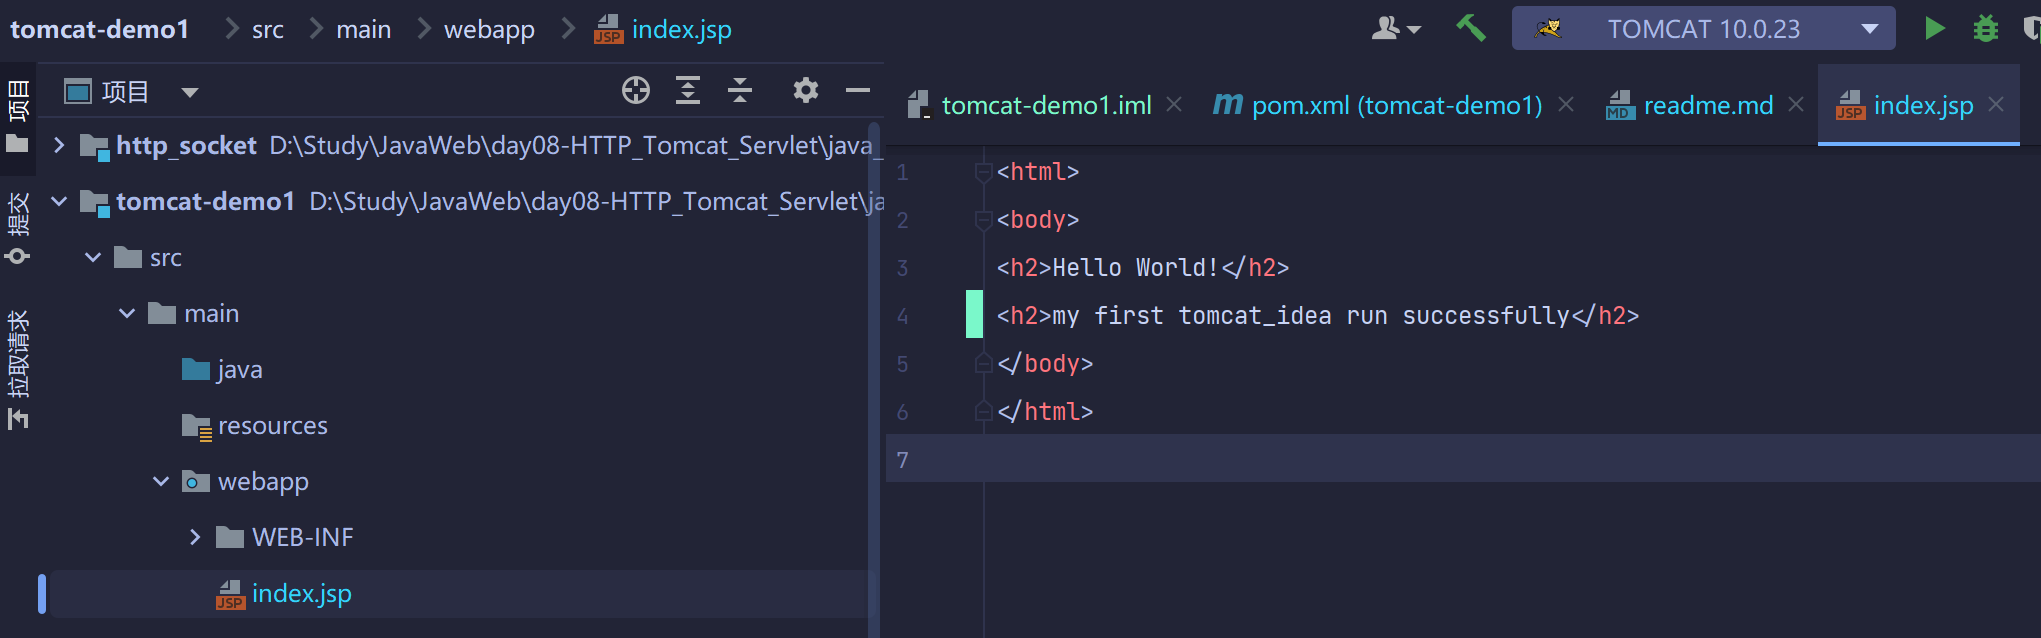 tomcat-demo1 src main webapp index.jsp TOMCAT 10.0.23
项目
提交
拉取请求
项目
http_socket D:\Study\JavaWeb\day08-HTTP_Tomcat_Servlet\java_
tomcat-demo1 D:\Study\JavaWeb\day08-HTTP_Tomcat_Servlet\ja
src
main
java
resources
webapp
WEB-INF
JSP index.jsp
tomcat-demo1.iml m pom.xml (tomcat-demo1) MD readme.md JSP index.jsp
1 <html>
2 <body>
3 <h2>Hello World!</h2>
4 <h2>my first tomcat_idea run successfully</h2>
5 </body>
6 </html>
7